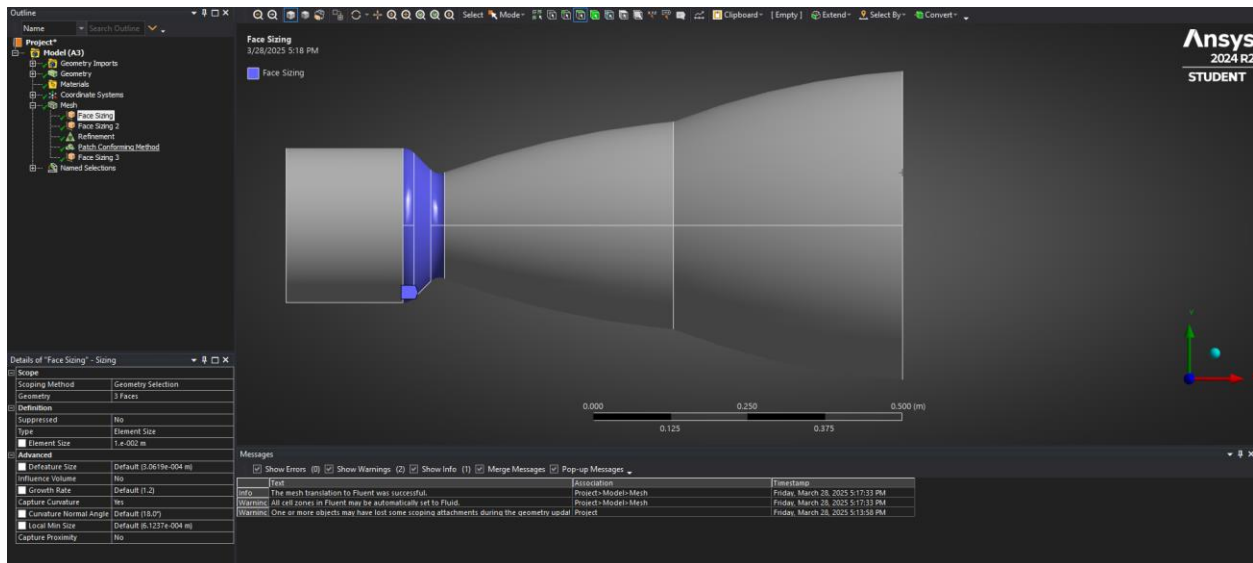 Outline
Name Search Outline
Project*
Model (A3)
Geometry Imports
Geometry
Materials
Coordinate Systems
Mesh
Face Sizing
Face Sizing 2
Refinement
Patch Conforming Method
Face Sizing 3
Named Selections
Select Mode Clipboard [Empty] Extend Select By Convert
Face Sizing
3/28/2025 5:18 PM
Face Sizing
Ansys
2024 R2
STUDENT
0.000 0.250 0.500 (m)
0.125 0.375
Details of "Face Sizing" - Sizing
Scope
Scoping Method Geometry Selection
Geometry 3 Faces
Definition
Suppressed No
Type Element Size
Element Size 1.e-002 m
Advanced
Defeature Size Default (3.0619e-004 m)
Influence Volume No
Growth Rate Default (1.2)
Capture Curvature Yes
Curvature Normal Angle Default (18.0°)
Local Min Size Default (6.1237e-004 m)
Capture Proximity No
Messages
Show Errors (0) Show Warnings (2) Show Info (1) Merge Messages Pop-up Messages
Text Association Timestamp
Info The mesh translation to Fluent was successful. Project>Model>Mesh Friday, March 28, 2025 5:17:33 PM
Warning All cell zones in Fluent may be automatically set to Fluid. Project>Model>Mesh Friday, March 28, 2025 5:17:33 PM
Warning One or more objects may have lost some scoping attachments during the geometry updat Project Friday, March 28, 2025 5:13:58 PM